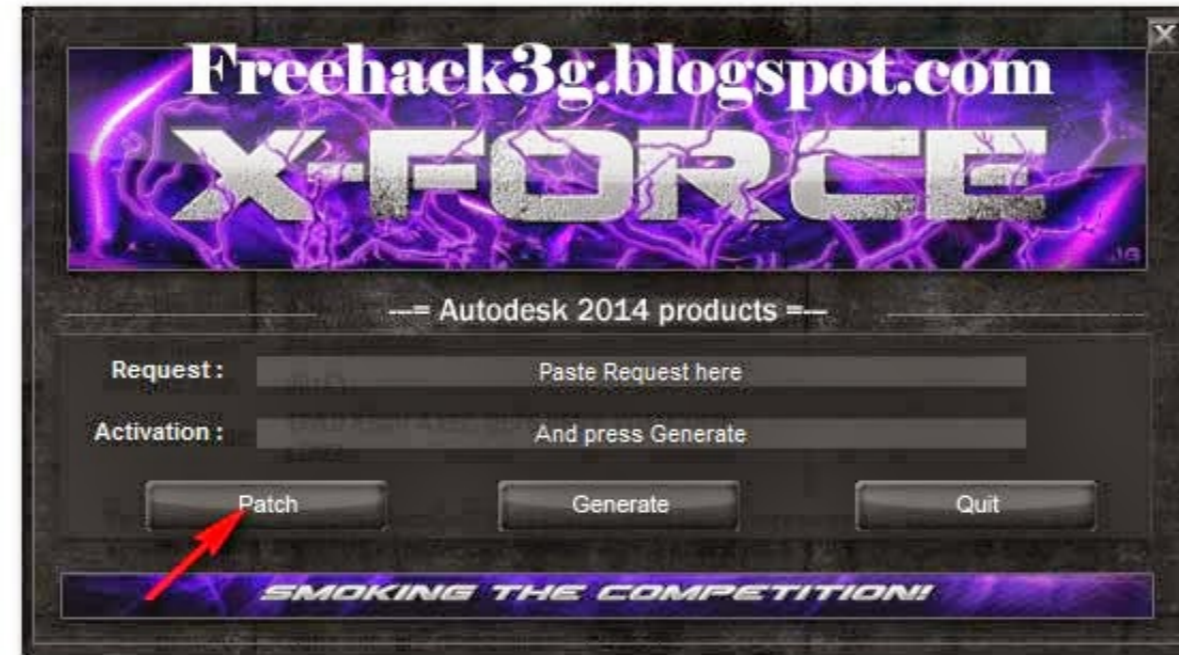 X
Freehack3g.blogspot.com
X-FORCE
JG
---= Autodesk 2014 products =---
Request :
Paste Request here
Activation :
And press Generate
Patch
Generate
Quit
SMOKING THE COMPETITION!